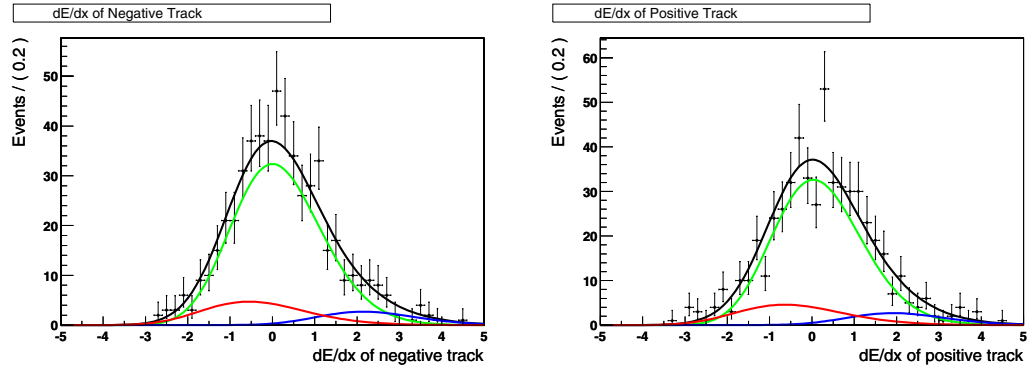 dE/dx of Negative Track
Events / ( 0.2 )
50
40
30
20
10
0
-5 -4 -3 -2 -1 0 1 2 3 4 5
dE/dx of negative track
dE/dx of Positive Track
Events / ( 0.2 )
60
50
40
30
20
10
0
-5 -4 -3 -2 -1 0 1 2 3 4 5
dE/dx of positive track